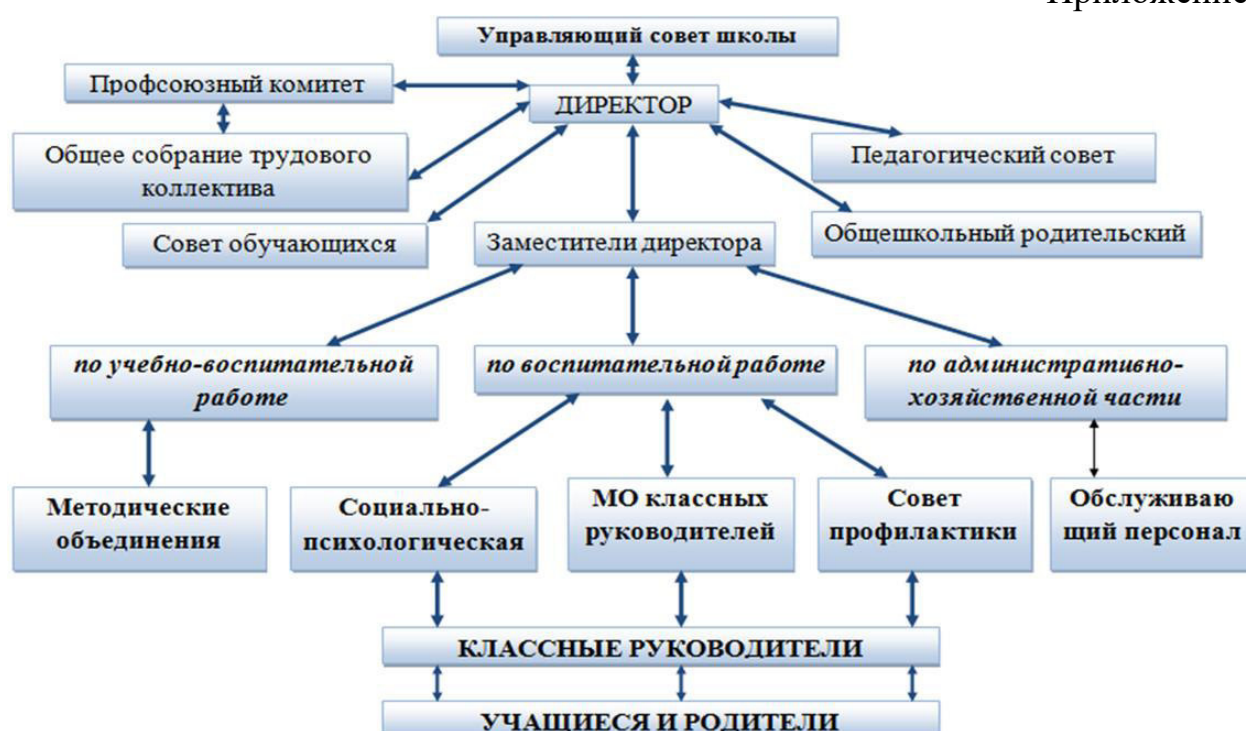 Приложение
Управляющий совет школы
Профсоюзный комитет
ДИРЕКТОР
Общее собрание трудового
коллектива
Педагогический совет
Совет обучающихся
Заместители директора
Общешкольный родительский
по учебно-воспитательной
работе
по воспитательной работе
по административно-
хозяйственной части
Методические
объединения
Социально-
психологическая
МО классных
руководителей
Совет
профилактики
Обслуживаю
щий персонал
КЛАССНЫЕ РУКОВОДИТЕЛИ
УЧАЩИЕСЯ И РОДИТЕЛИ